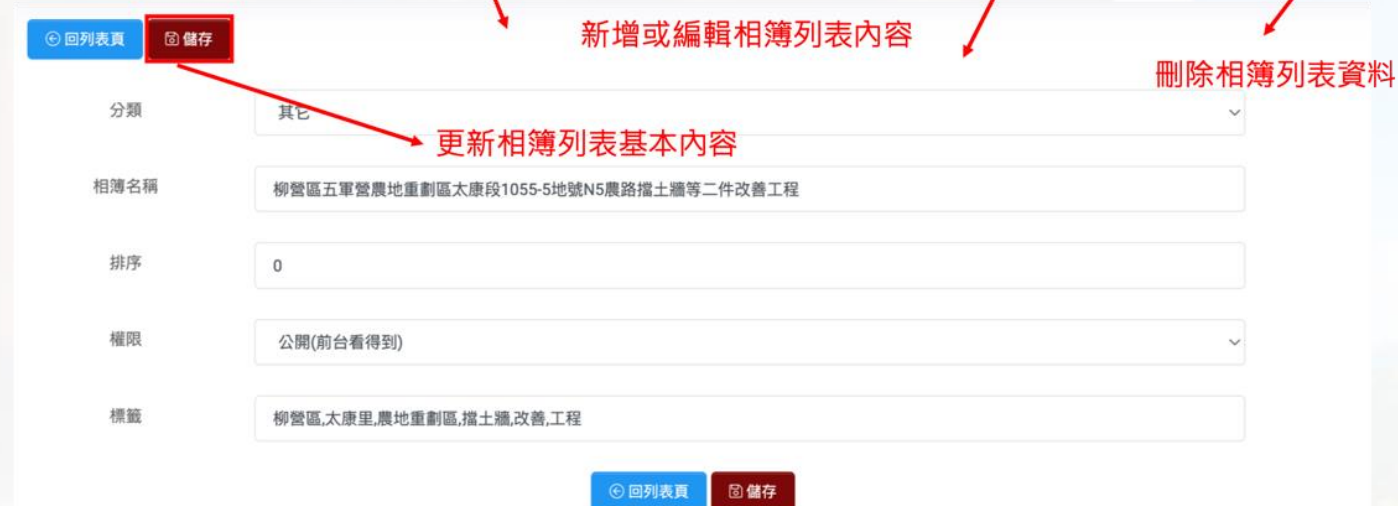 新增或編輯相簿列表內容
回列表頁 儲存
刪除相簿列表資料
分類 其它
更新相簿列表基本內容
相簿名稱 柳營區五軍營農地重劃區太康段1055-5地號N5農路擋土牆等二件改善工程
排序 0
權限 公開(前台看得到)
標籤 柳營區,太康里,農地重劃區,擋土牆,改善,工程
回列表頁 儲存